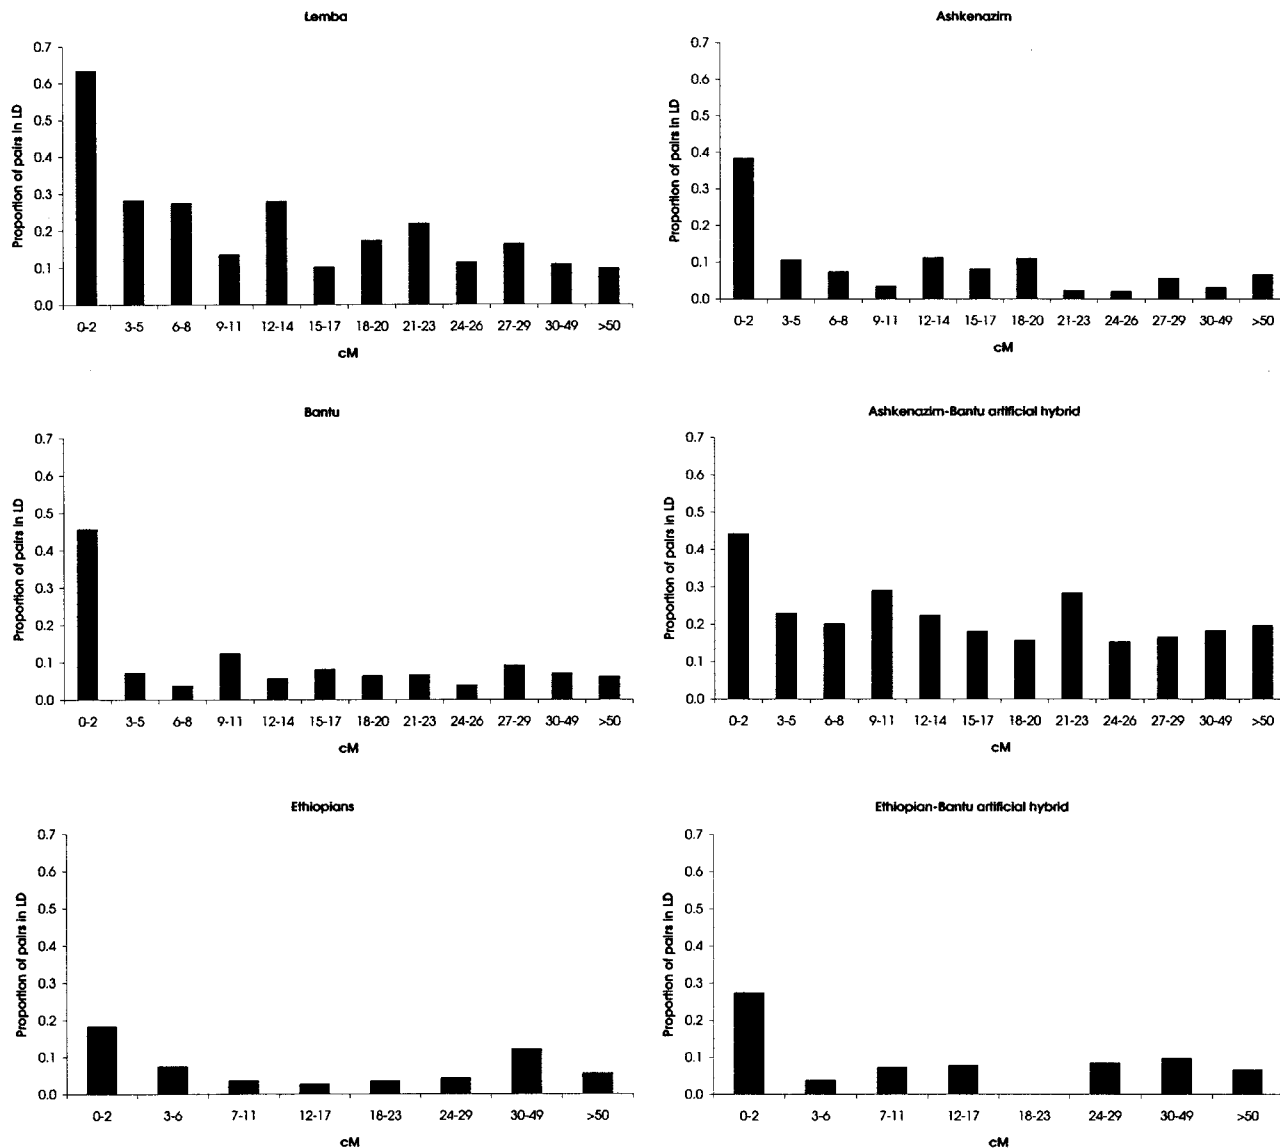 Lemba
Proportion of pairs in LD
0.7
0.6
0.5
0.4
0.3
0.2
0.1
0.0
0-2 3-5 6-8 9-11 12-14 15-17 18-20 21-23 24-26 27-29 30-49 >50
cM
Ashkenazim
Proportion of pairs in LD
0.7
0.6
0.5
0.4
0.3
0.2
0.1
0.0
0-2 3-5 6-8 9-11 12-14 15-17 18-20 21-23 24-26 27-29 30-49 >50
cM
Bantu
Proportion of pairs in LD
0.7
0.6
0.5
0.4
0.3
0.2
0.1
0.0
0-2 3-5 6-8 9-11 12-14 15-17 18-20 21-23 24-26 27-29 30-49 >50
cM
Ashkenazim-Bantu artificial hybrid
Proportion of pairs in LD
0.7
0.6
0.5
0.4
0.3
0.2
0.1
0.0
0-2 3-5 6-8 9-11 12-14 15-17 18-20 21-23 24-26 27-29 30-49 >50
cM
Ethiopians
Proportion of pairs in LD
0.7
0.6
0.5
0.4
0.3
0.2
0.1
0.0
0-2 3-6 7-11 12-17 18-23 24-29 30-49 >50
cM
Ethiopian-Bantu artificial hybrid
Proportion of pairs in LD
0.7
0.6
0.5
0.4
0.3
0.2
0.1
0.0
0-2 3-6 7-11 12-17 18-23 24-29 30-49 >50
cM